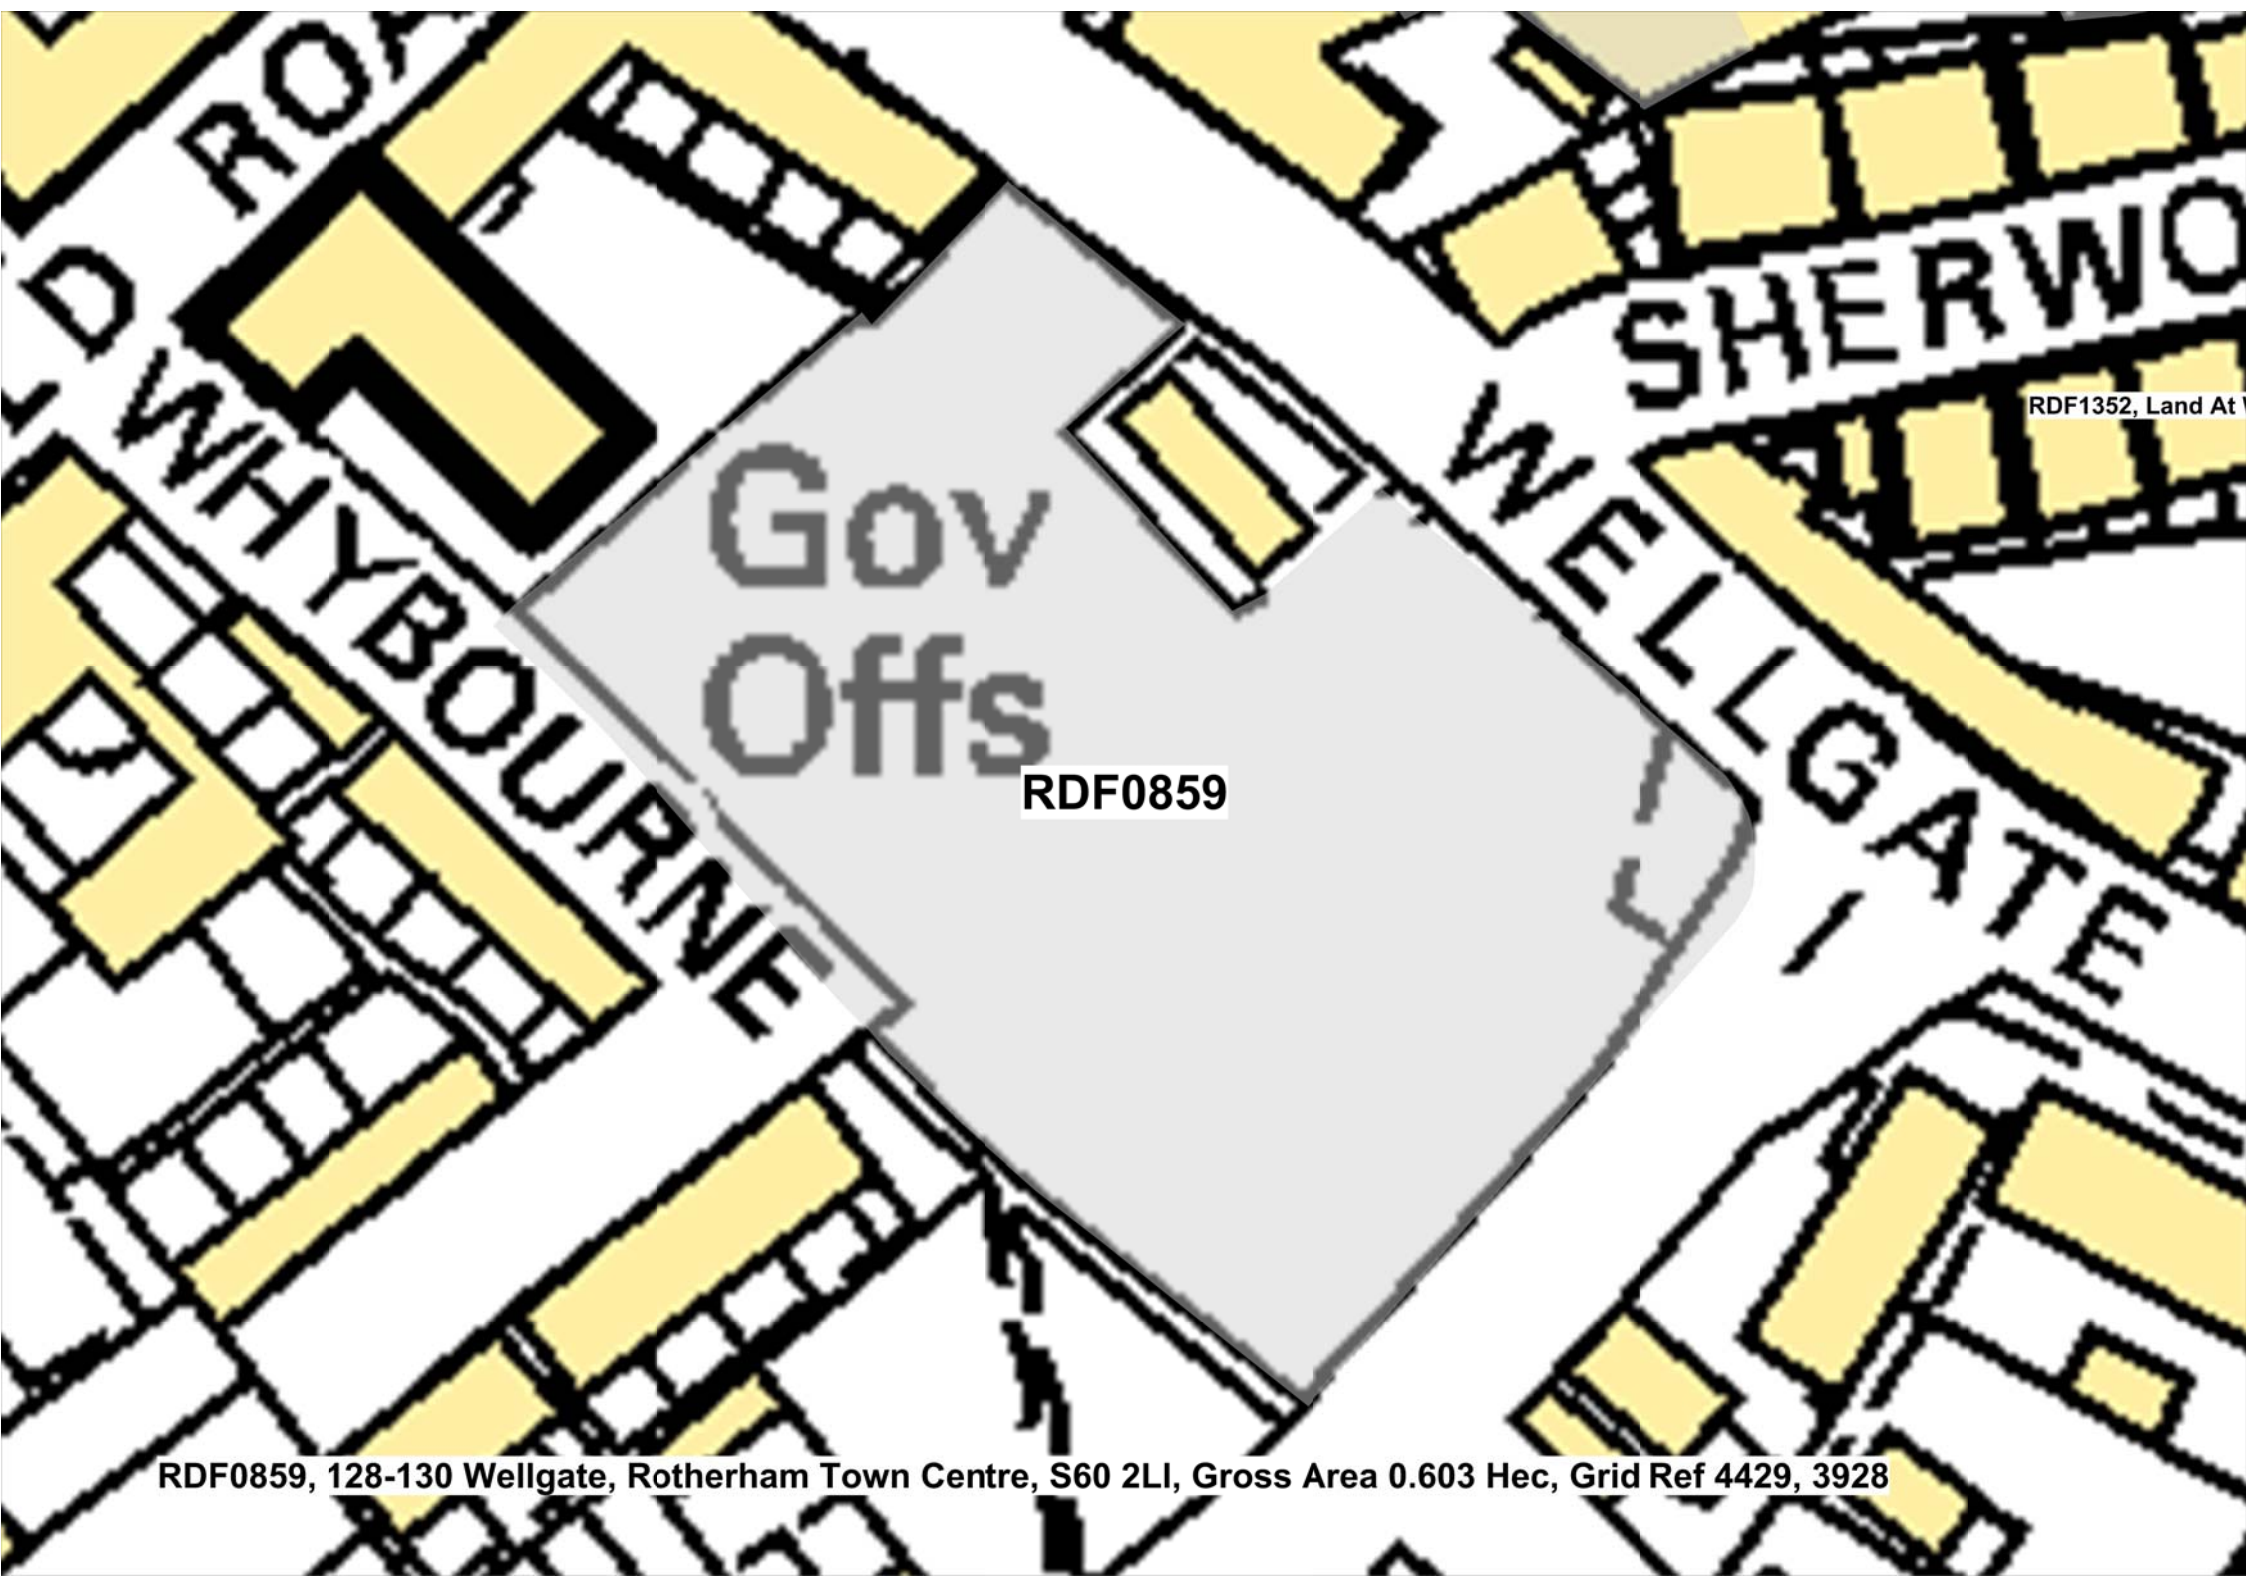 ROA
D
WHYBOURNE
SHERWO
RDF1352, Land At
WELLGATE
Gov
Offs
RDF0859
RDF0859, 128-130 Wellgate, Rotherham Town Centre, S60 2LI, Gross Area 0.603 Hec, Grid Ref 4429, 3928